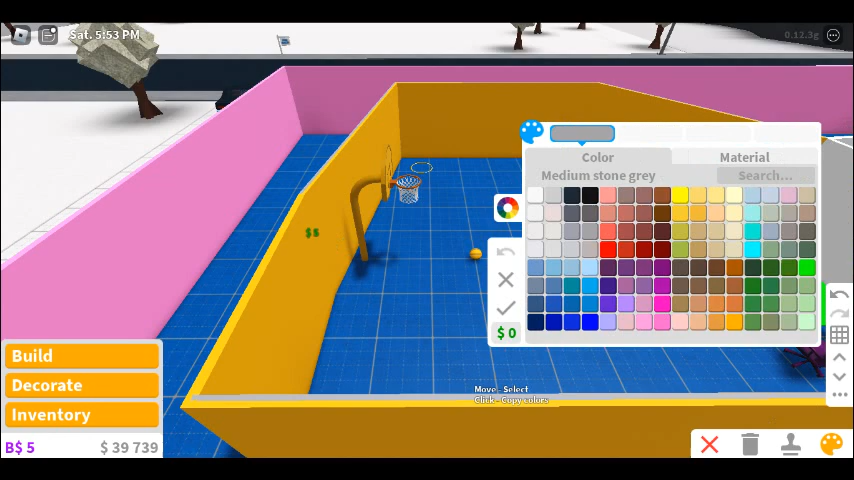 Sat. 5:53 PM
0.12.3g
Color
Material
Medium stone grey
Search...
$5
$ 0
Build
Decorate
Inventory
B$ 5
$ 39 739
Move - Select
Click - Copy colors